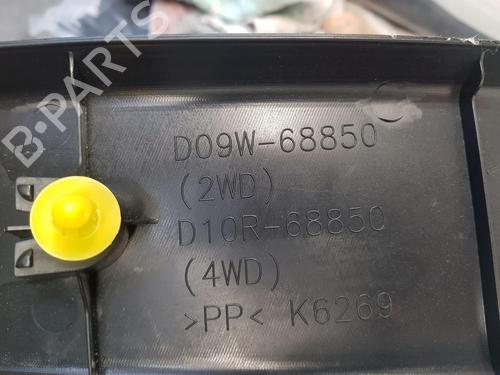 B-PARTS
D09W-68850
(2WD)
D10R-68850
(4WD)
>PP< K6269